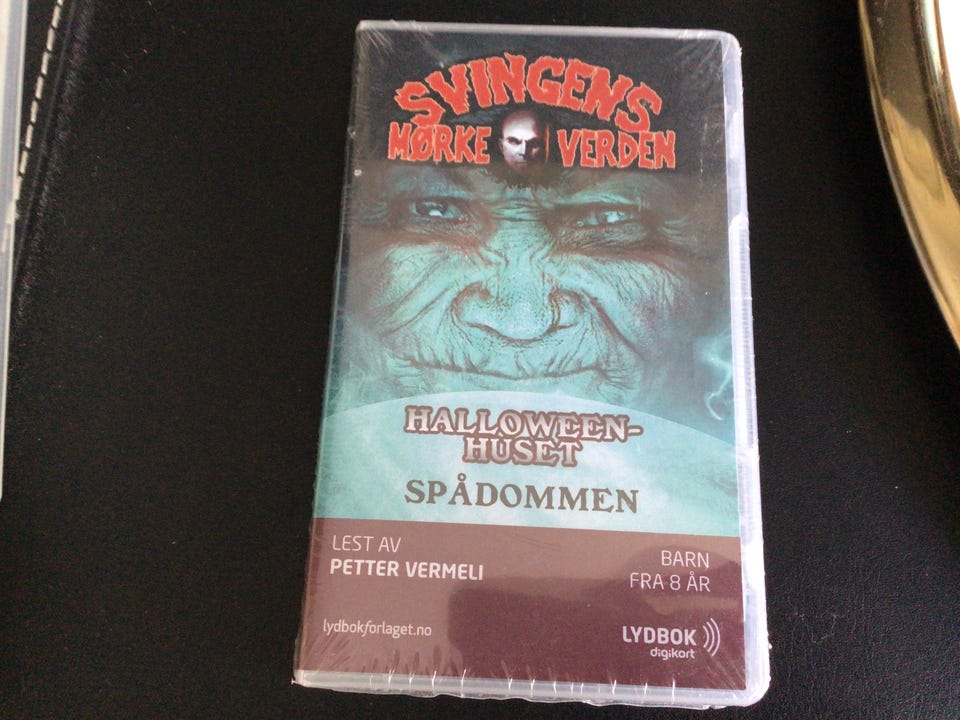 SVINGENS
MØRKE VERDEN
HALLOWEEN-
HUSET
SPÅDOMMEN
LEST AV
PETTER VERMELI
BARN
FRA 8 ÅR
lydbokforlaget.no
LYDBOK
digikort